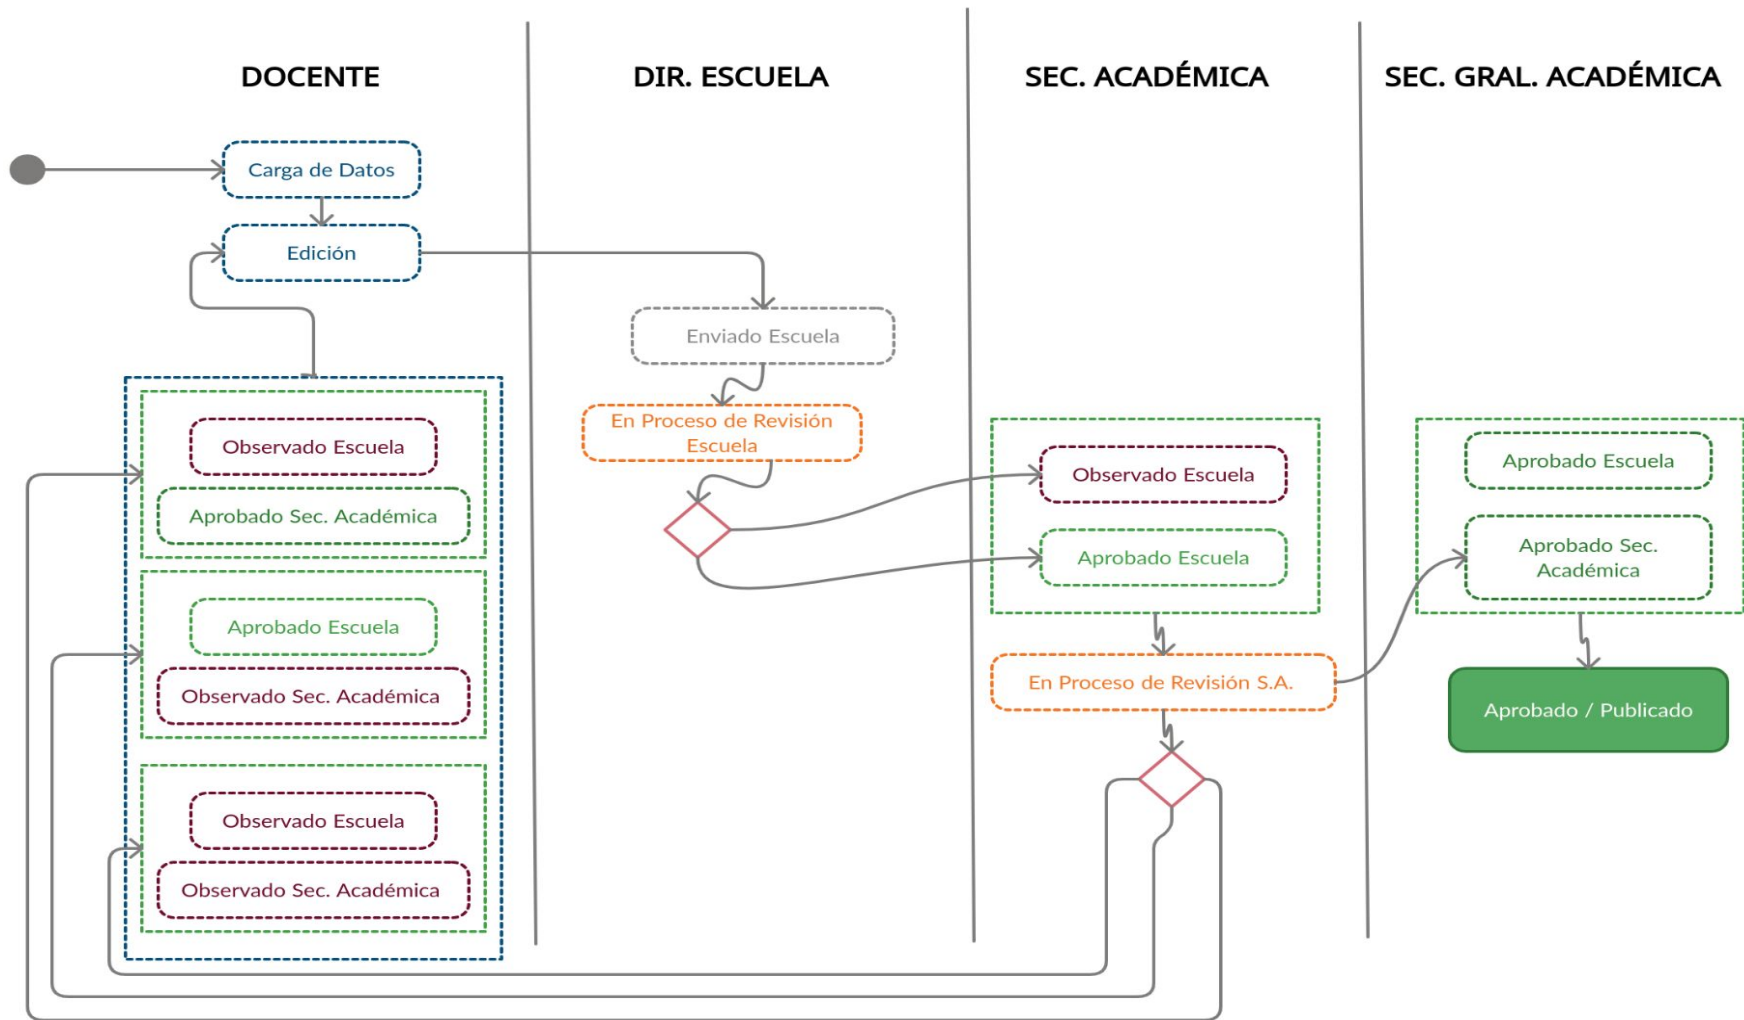 DOCENTE
DIR. ESCUELA
SEC. ACADÉMICA
SEC. GRAL. ACADÉMICA
Carga de Datos
Edición
Observado Escuela
Aprobado Sec. Académica
Aprobado Escuela
Observado Sec. Académica
Observado Escuela
Observado Sec. Académica
Enviado Escuela
En Proceso de Revisión
Escuela
Observado Escuela
Aprobado Escuela
En Proceso de Revisión S.A.
Aprobado Escuela
Aprobado Sec.
Académica
Aprobado / Publicado